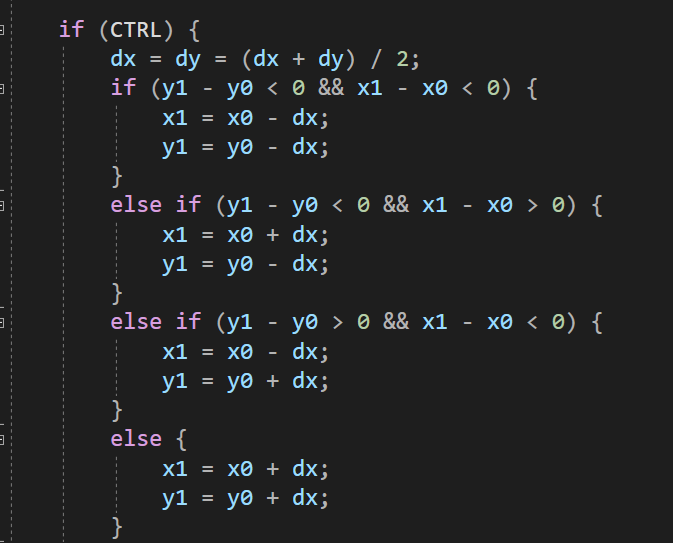 if (CTRL) {
dx = dy = (dx + dy) / 2;
if (y1 - y0 < 0 && x1 - x0 < 0) {
x1 = x0 - dx;
y1 = y0 - dx;
}
else if (y1 - y0 < 0 && x1 - x0 > 0) {
x1 = x0 + dx;
y1 = y0 - dx;
}
else if (y1 - y0 > 0 && x1 - x0 < 0) {
x1 = x0 - dx;
y1 = y0 + dx;
}
else {
x1 = x0 + dx;
y1 = y0 + dx;
}